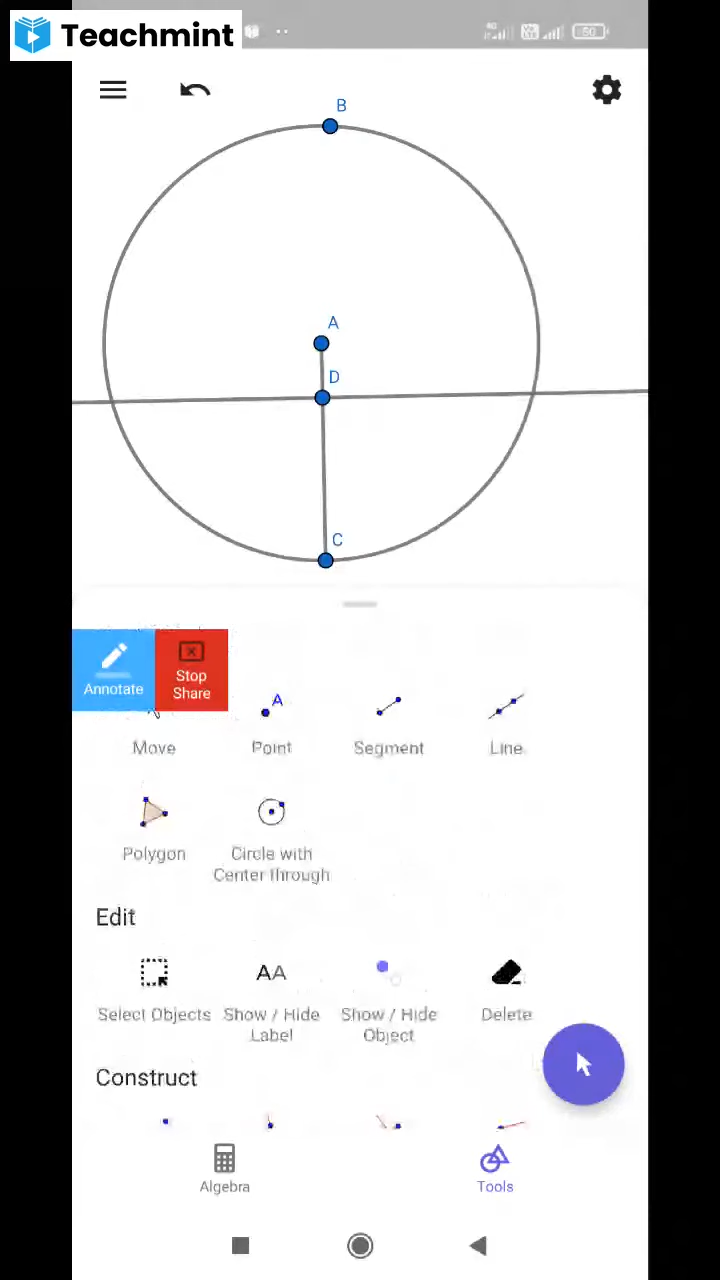 Teachmint
B
A
D
C
Annotate
Stop
Share
Move
Point
Segment
Line
Polygon
Circle with
Center through
Edit
Select Objects
Show / Hide
Label
Show / Hide
Object
Delete
Construct
Algebra
Tools